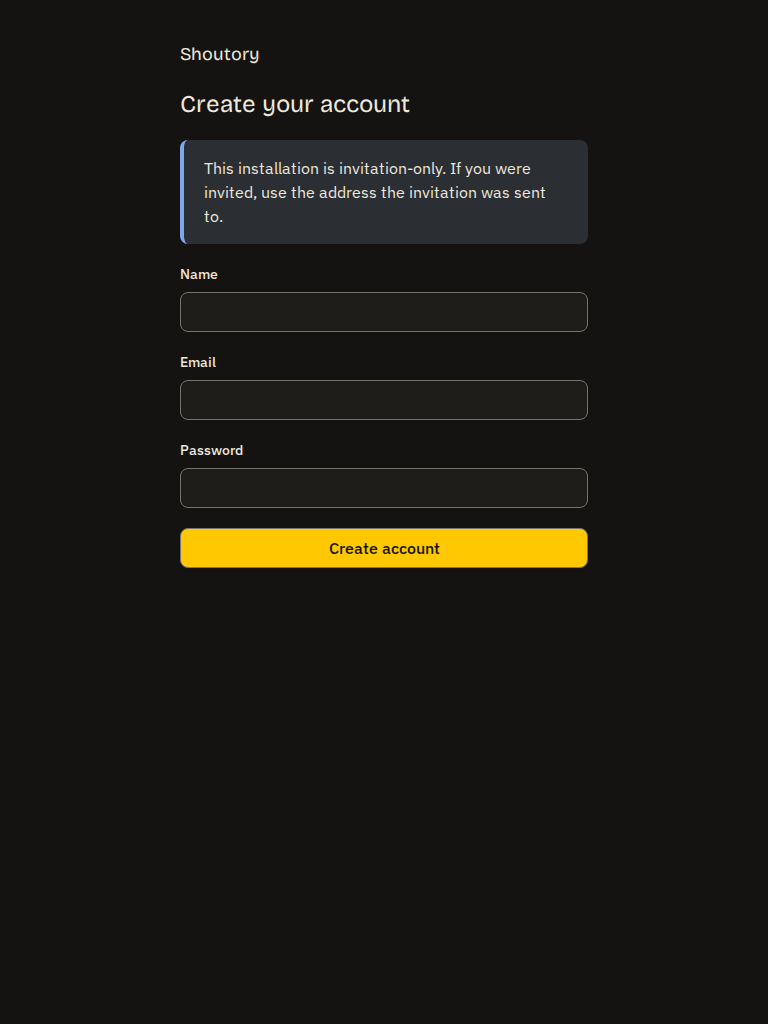 Shoutory
Create your account
This installation is invitation-only. If you were
invited, use the address the invitation was sent
to.
Name
Email
Password
Create account